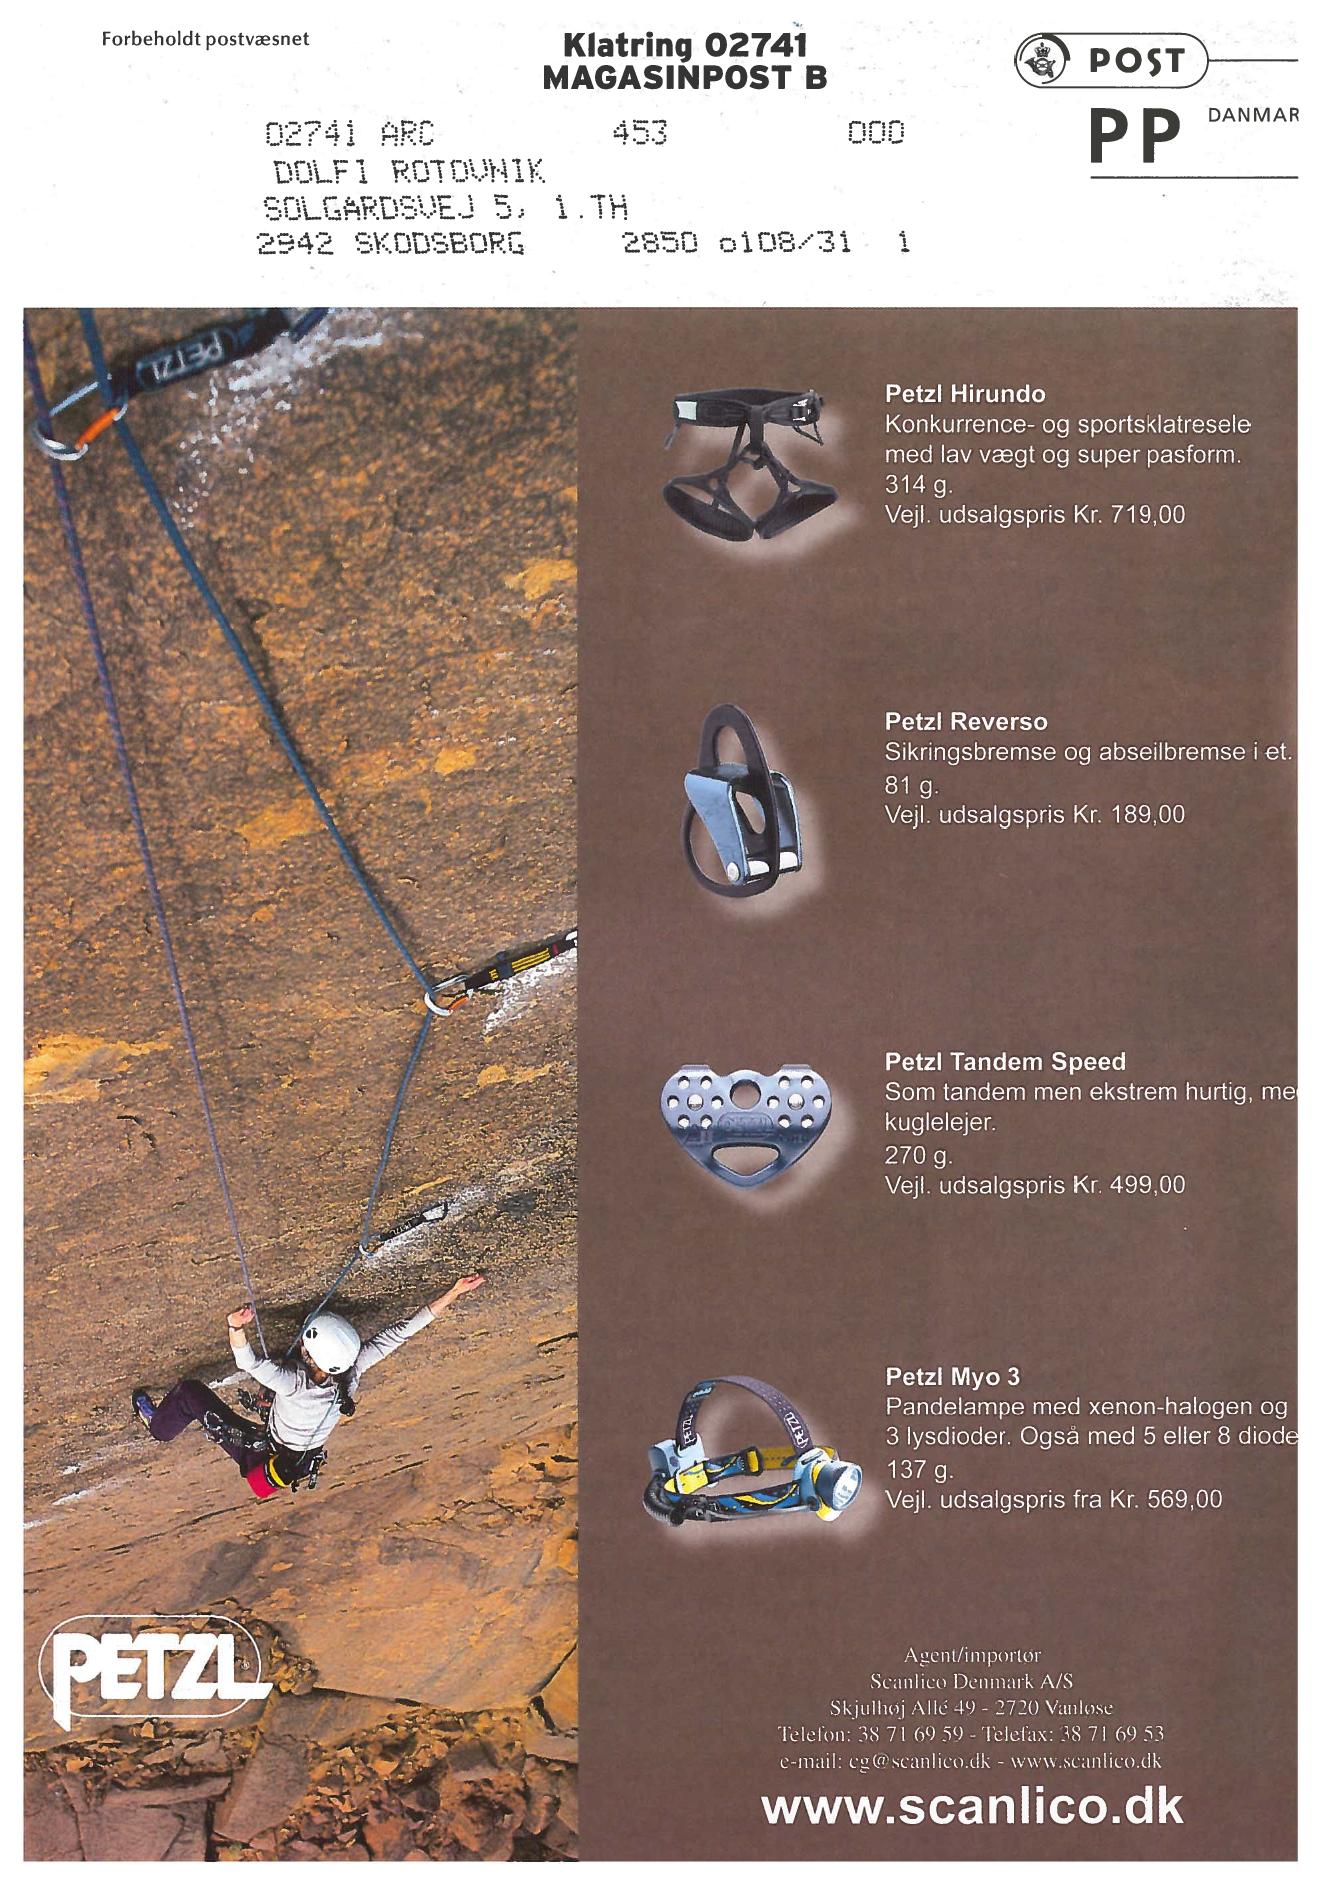 Forbeholdt postvæsnet
Klatring 02741
MAGASINPOST B
POST
PP DANMAR
02741 ARC 453 000
DOLFI ROTOVNIK
SOLGARDSVEJ 5, 1.TH
2942 SKODSBORG 2850 o108/31 1
PETZL
Petzl Hirundo
Konkurrence- og sportsklatresele
med lav vægt og super pasform.
314 g.
Vejl. udsalgspris Kr. 719,00
Petzl Reverso
Sikringsbremse og abseilbremse i et.
81 g.
Vejl. udsalgspris Kr. 189,00
Petzl Tandem Speed
Som tandem men ekstrem hurtig, me
kuglelejer.
270 g.
Vejl. udsalgspris Kr. 499,00
Petzl Myo 3
Pandelampe med xenon-halogen og
3 lysdioder. Også med 5 eller 8 diode
137 g.
Vejl. udsalgspris fra Kr. 569,00
PETZL
PETZL
PETZL®
Agent/importør
Scanlico Denmark A/S
Skjulhøj Allé 49 - 2720 Vanløse
Telefon: 38 71 69 59 - Telefax: 38 71 69 53
e-mail: cg@scanlico.dk - www.scanlico.dk
www.scanlico.dk